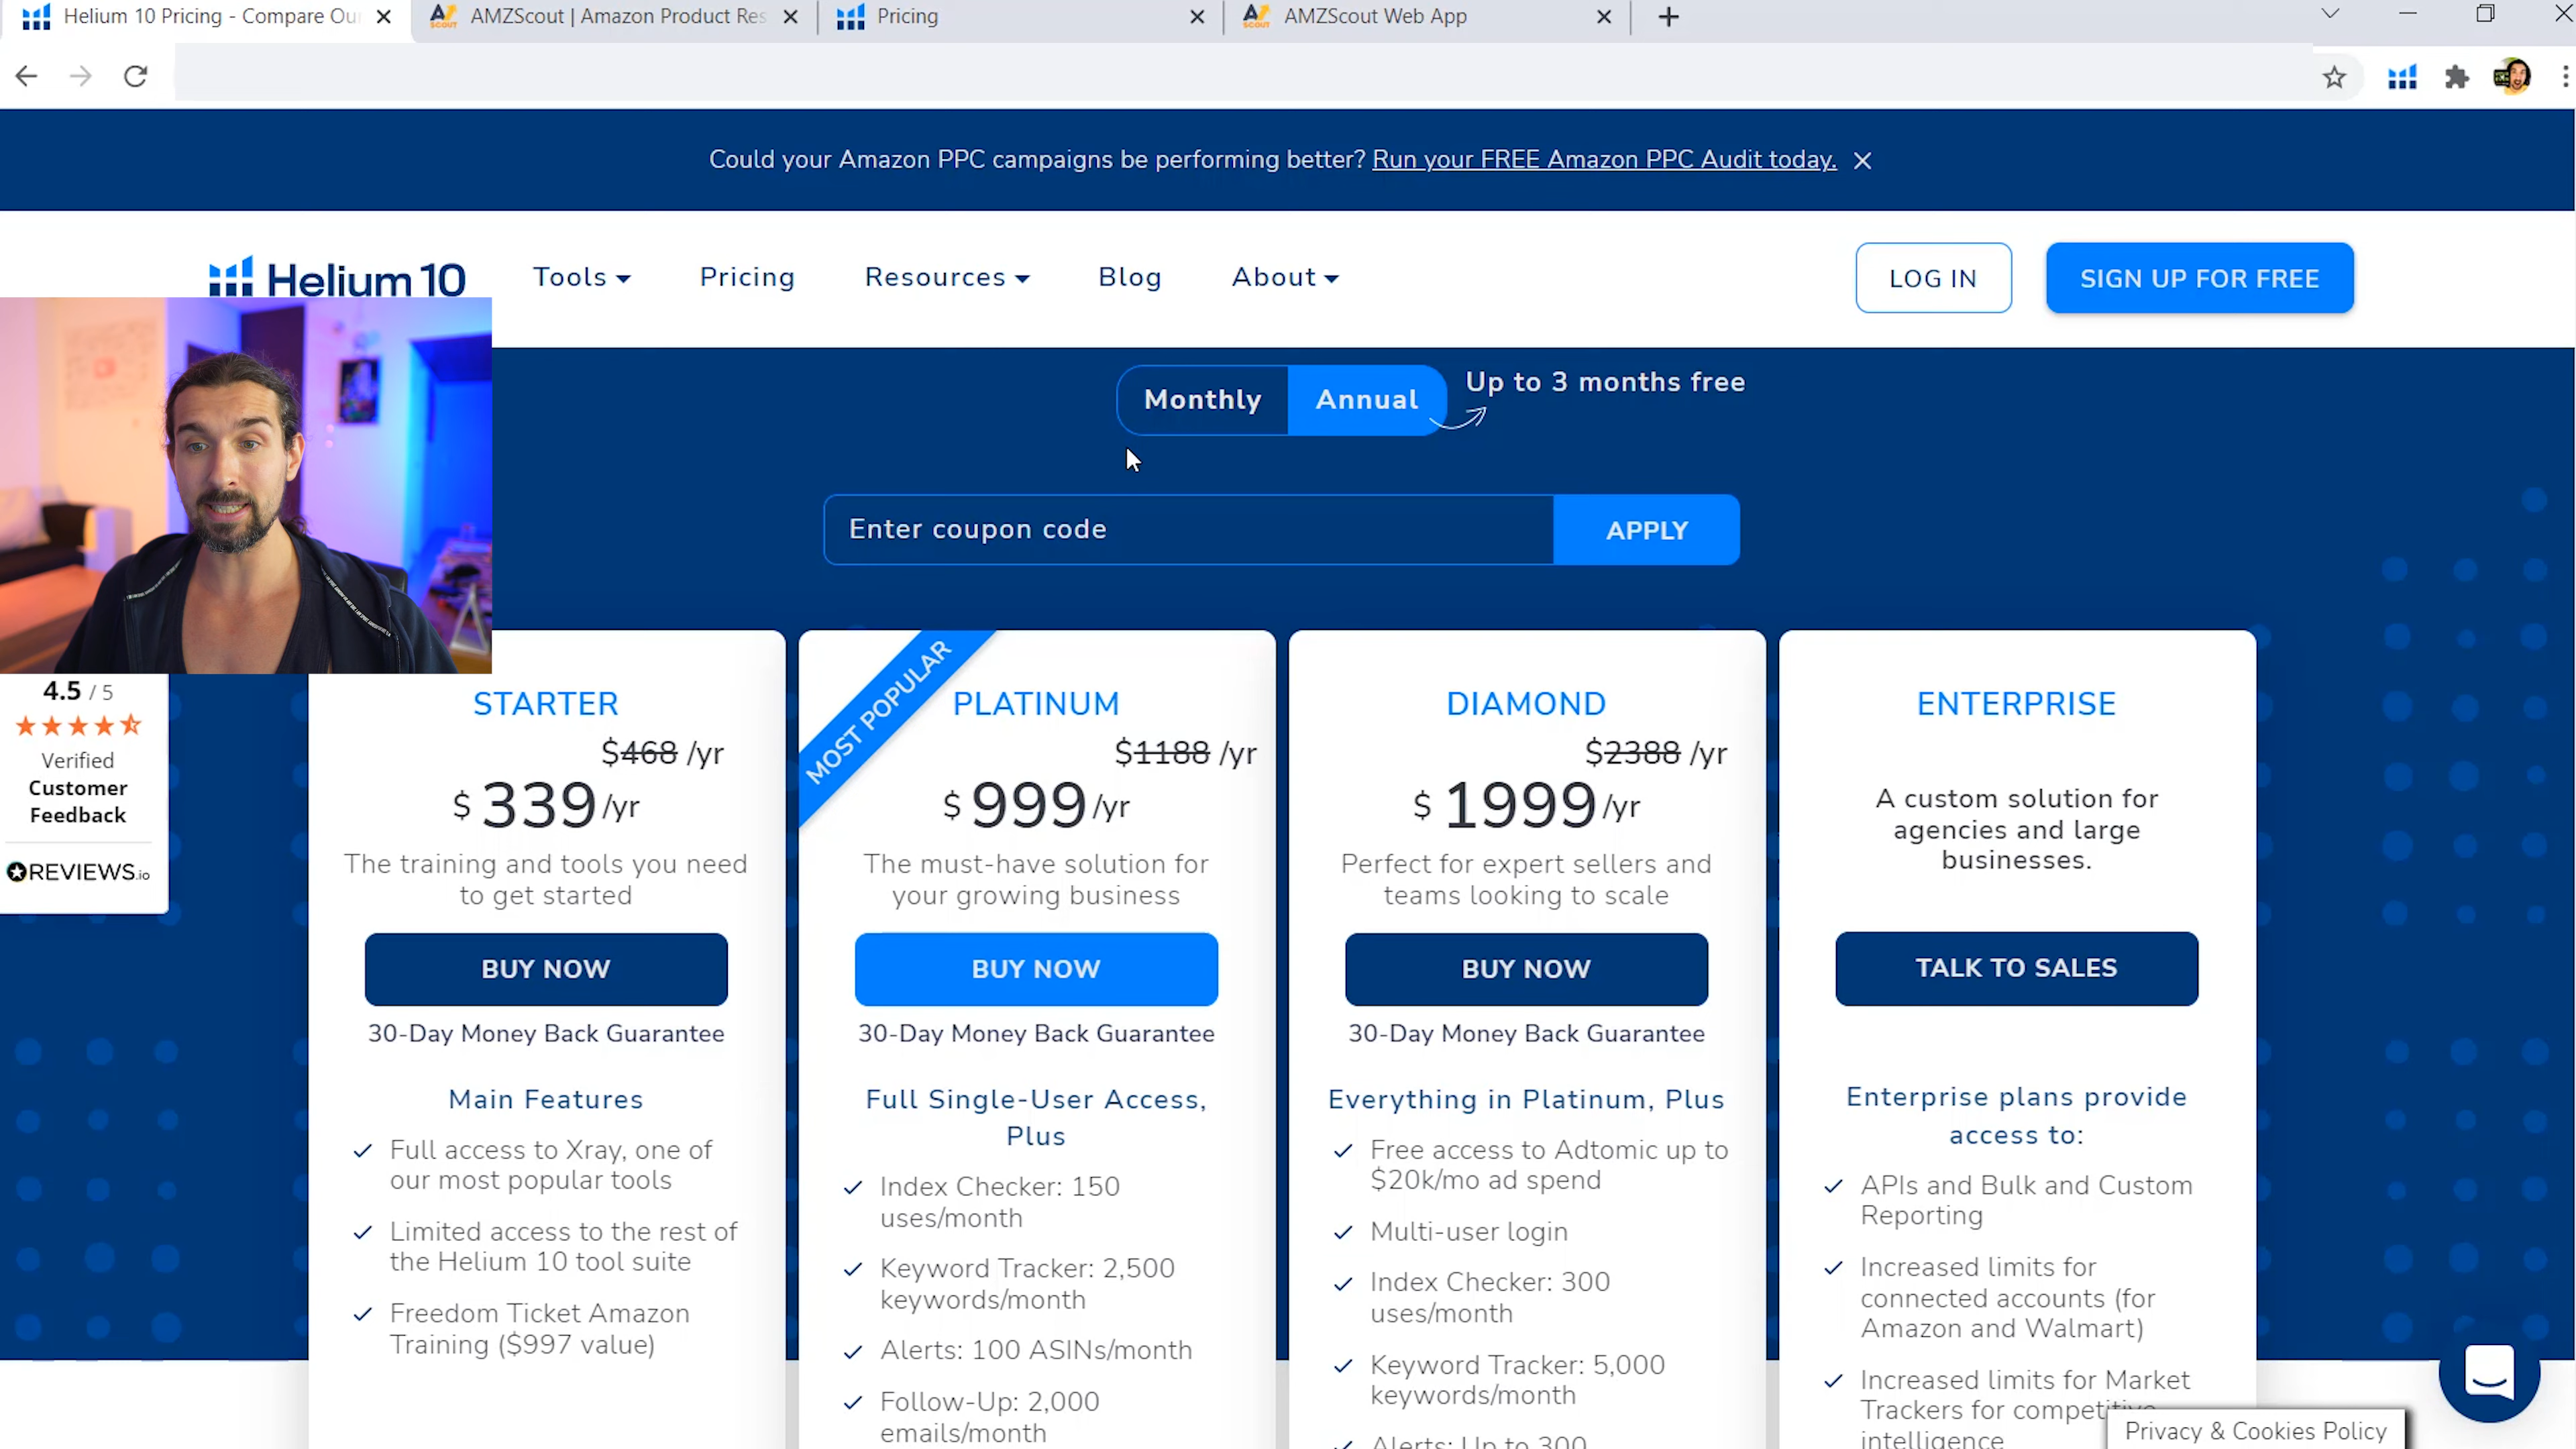 Helium 10 Pricing - Compare Ou
AMZScout | Amazon Product Res
Pricing
AMZScout Web App
Could your Amazon PPC campaigns be performing better? Run your FREE Amazon PPC Audit today.
Helium 10
Tools
Pricing
Resources
Blog
About
LOG IN
SIGN UP FOR FREE
Monthly
Annual
Up to 3 months free
Enter coupon code
APPLY
4.5 / 5
Verified
Customer
Feedback
REVIEWS.io
STARTER
$468 /yr
$ 339 /yr
The training and tools you need
to get started
BUY NOW
30-Day Money Back Guarantee
Main Features
Full access to Xray, one of
our most popular tools
Limited access to the rest of
the Helium 10 tool suite
Freedom Ticket Amazon
Training ($997 value)
MOST POPULAR
PLATINUM
$1188 /yr
$ 999 /yr
The must-have solution for
your growing business
BUY NOW
30-Day Money Back Guarantee
Full Single-User Access,
Plus
Index Checker: 150
uses/month
Keyword Tracker: 2,500
keywords/month
Alerts: 100 ASINs/month
Follow-Up: 2,000
emails/month
DIAMOND
$2388 /yr
$ 1999 /yr
Perfect for expert sellers and
teams looking to scale
BUY NOW
30-Day Money Back Guarantee
Everything in Platinum, Plus
Free access to Adtomic up to
$20k/mo ad spend
Multi-user login
Index Checker: 300
uses/month
Keyword Tracker: 5,000
keywords/month
Alerts: Up to 300
ENTERPRISE
A custom solution for
agencies and large
businesses.
TALK TO SALES
Enterprise plans provide
access to:
APIs and Bulk and Custom
Reporting
Increased limits for
connected accounts (for
Amazon and Walmart)
Increased limits for Market
Trackers for competitive
intelligence
Privacy & Cookies Policy